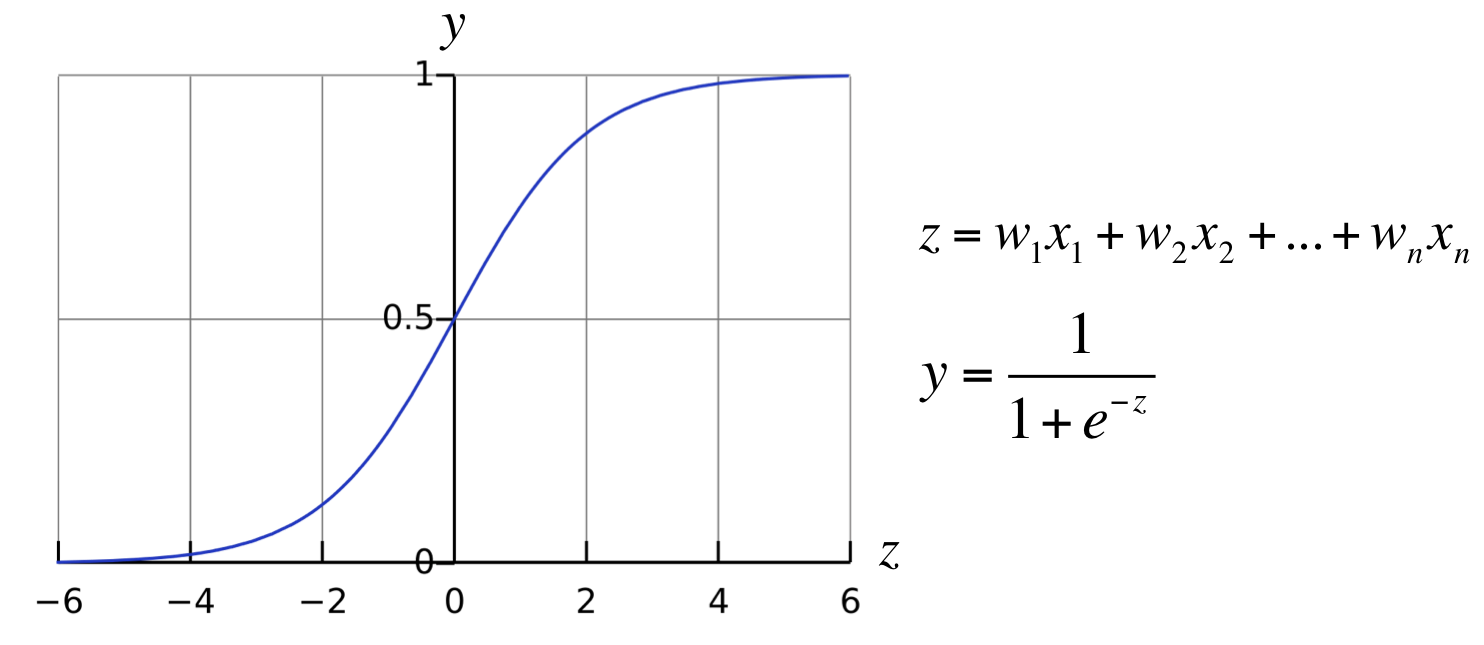 y
1
0.5
0
z
−6 −4 −2 0 2 4 6
z = w₁x₁ + w₂x₂ + ... + wₙxₙ
y = 1 / (1 + e⁻ᶻ)